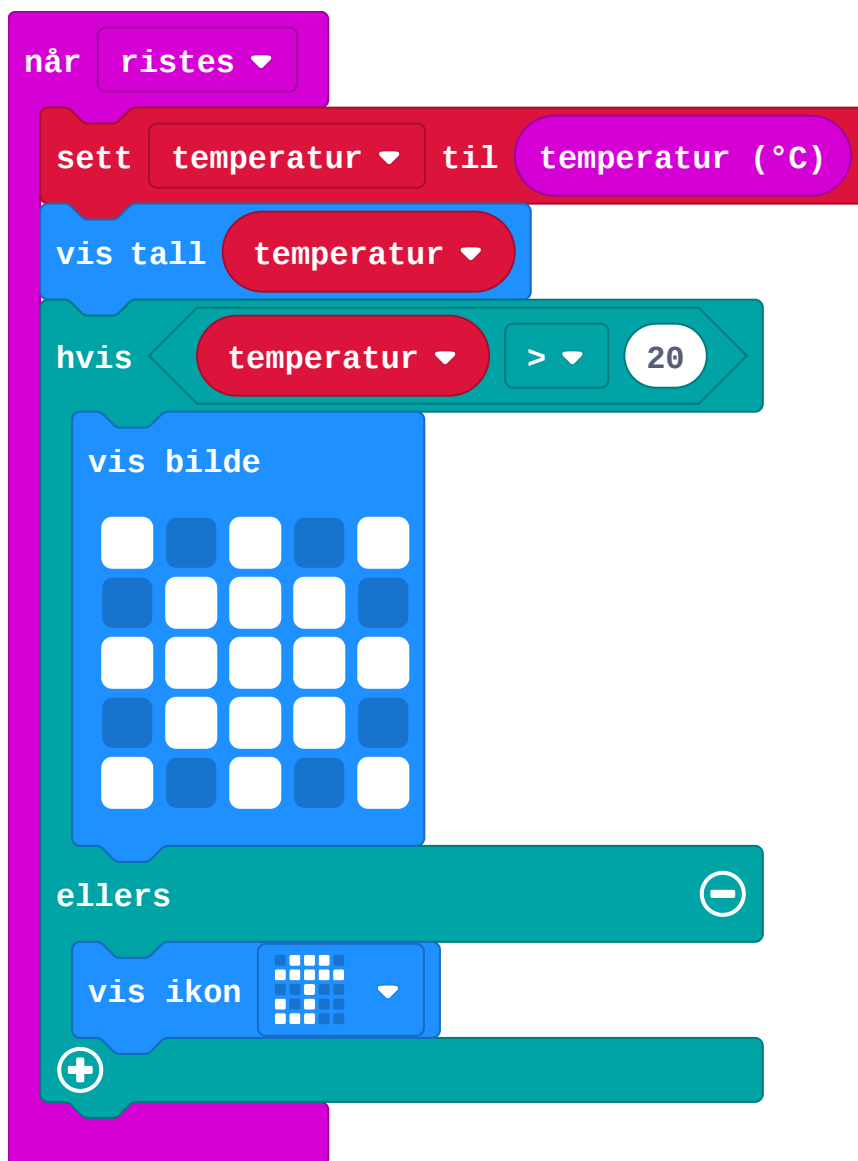 når ristes
sett temperatur til temperatur (°C)
vis tall temperatur
hvis temperatur > 20
vis bilde
ellers
vis ikon